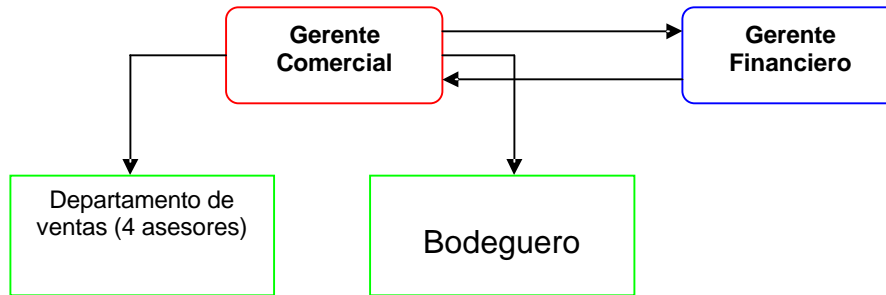 Gerente
Comercial
Gerente
Financiero
Departamento de
ventas (4 asesores)
Bodeguero